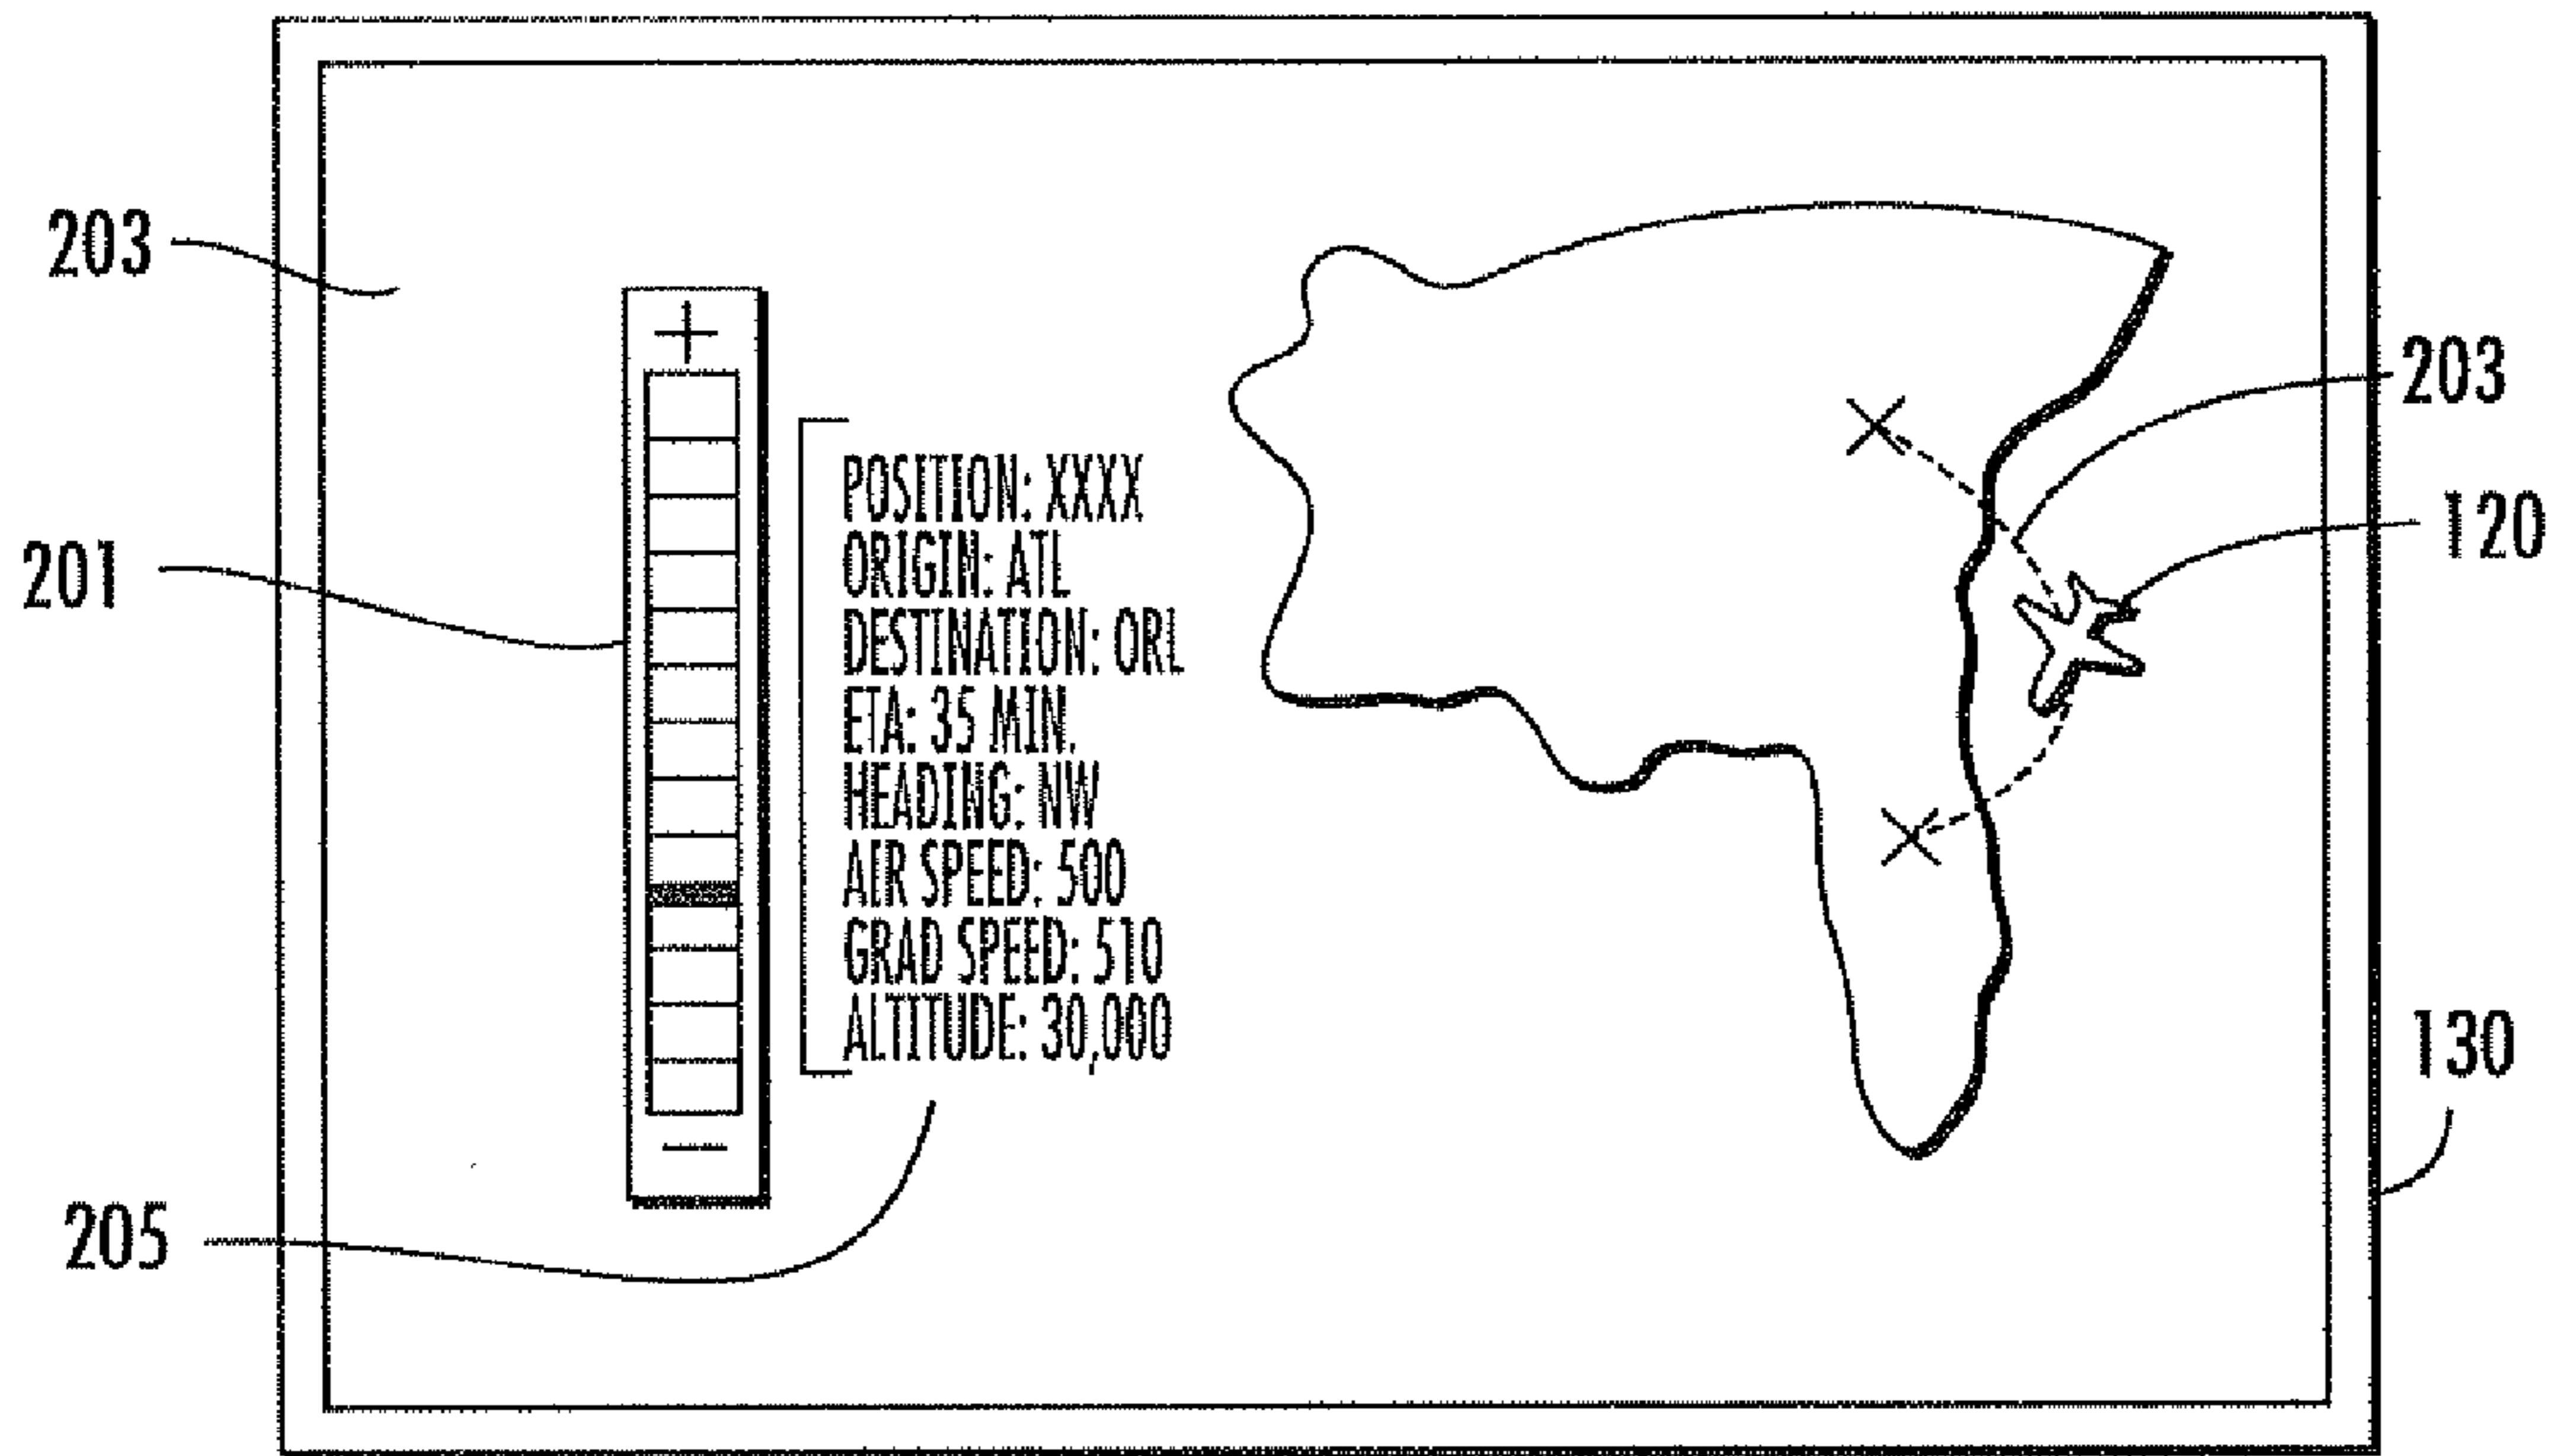 203
203
120
201
+
POSITION: XXXX
ORIGIN: ATL
DESTINATION: ORL
ETA: 35 MIN.
HEADING: NW
AIR SPEED: 500
GRAD SPEED: 510
ALTITUDE: 30,000
−
130
205